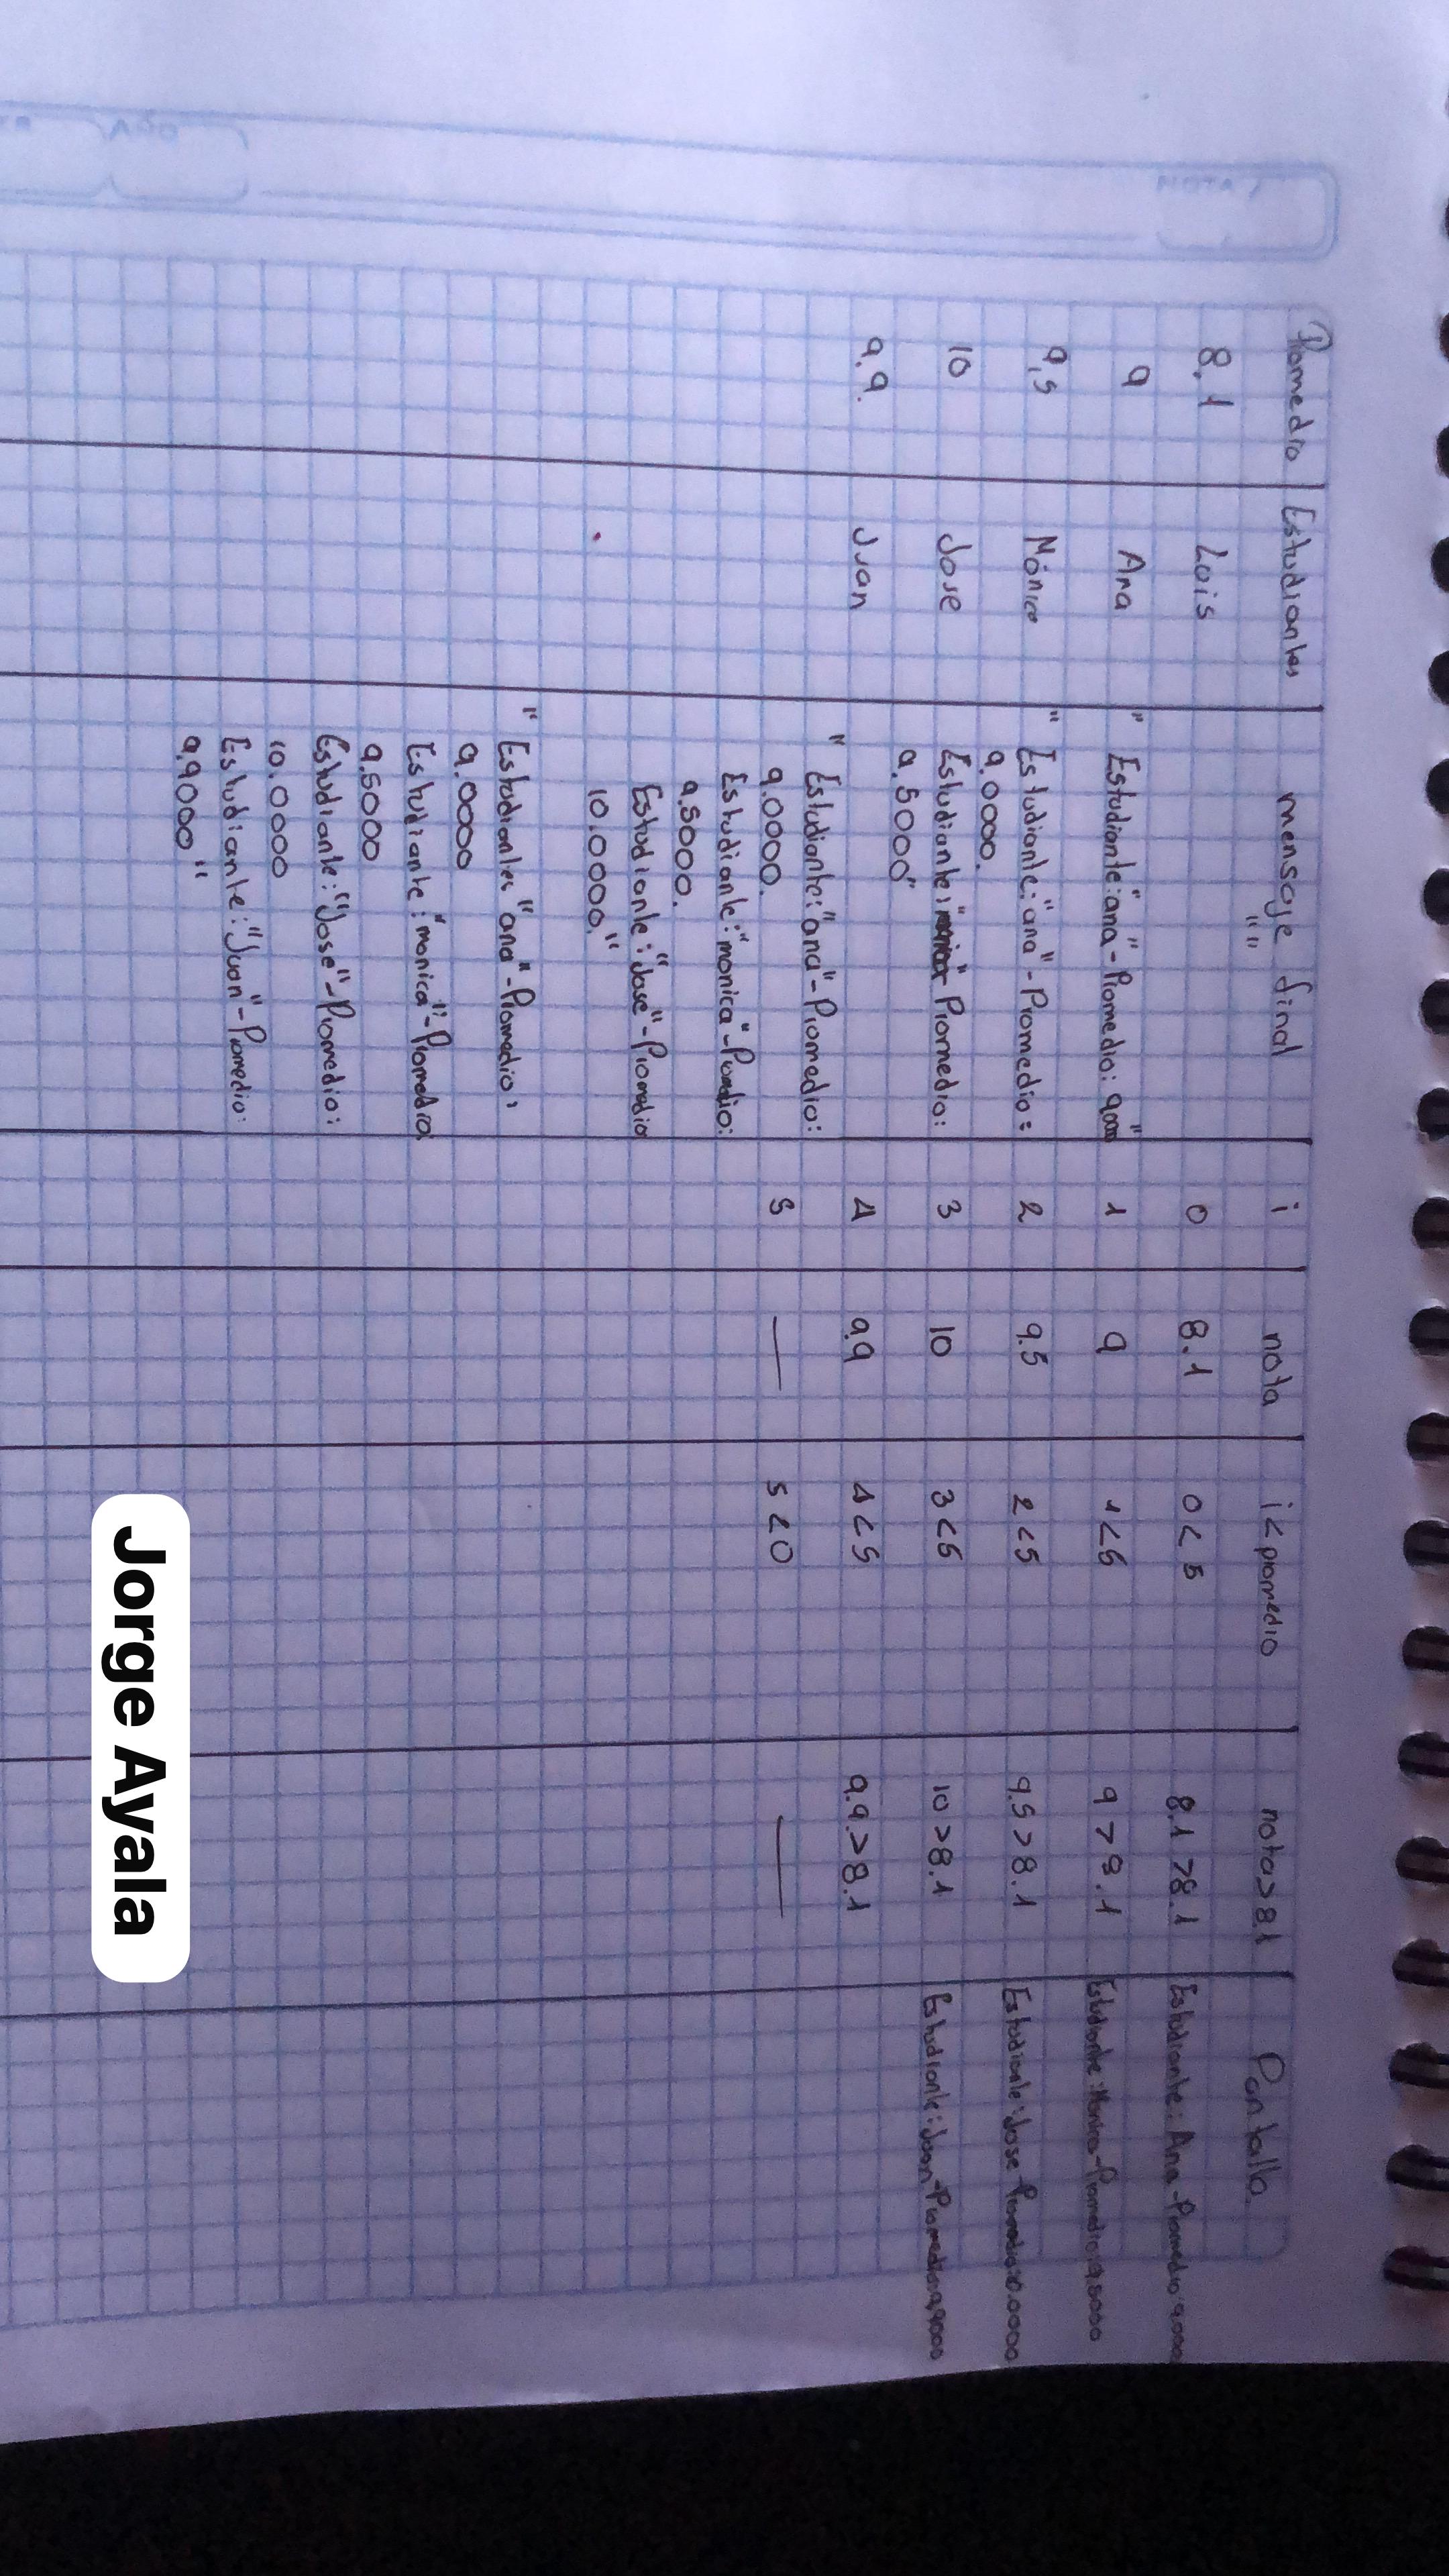 Promedio Estudiantes mensaje final i nota i<promedio nota>8.1 Pantalla
""
8,1 Lois 0 8.1 0<5 8.1>8.1 Estudiante: Ana-Promedio 9.000
9 Ana "Estudiante:"ana"-Promedio: 9.000" 1 9 1<5 9>8.1 Estudiante:Monica-Promedio:9.5000
9,5 Mónica "Estudiante:"ana"-Promedio: 2 9.5 2<5 9.5>8.1 Estudiante:Jose Promedio:10.0000
9.0000.
10 Jose Estudiante:"monica" Promedio: 3 10 3<5 10>8.1 Estudiante:Juan-Promedio:9,9000
9.5000"
9.9. Juan 4 9.9 4<5 9.9.>8.1
"Estudiante:"ana"-Promedio:
9.0000. 5 — 5<0 —
Estudiante:"monica"-Promedio:
9.5000.
Estudiante:"Jose"-Promedio
10.0000."
"Estudiantes "ana"-Promedio:
9.0000
Estudiante:"monica"-Promedio
9.5000
Estudiante:"Jose"-Promedio:
10.0000
Estudiante:"Juan"-Promedio:
9.9000"
Jorge Ayala